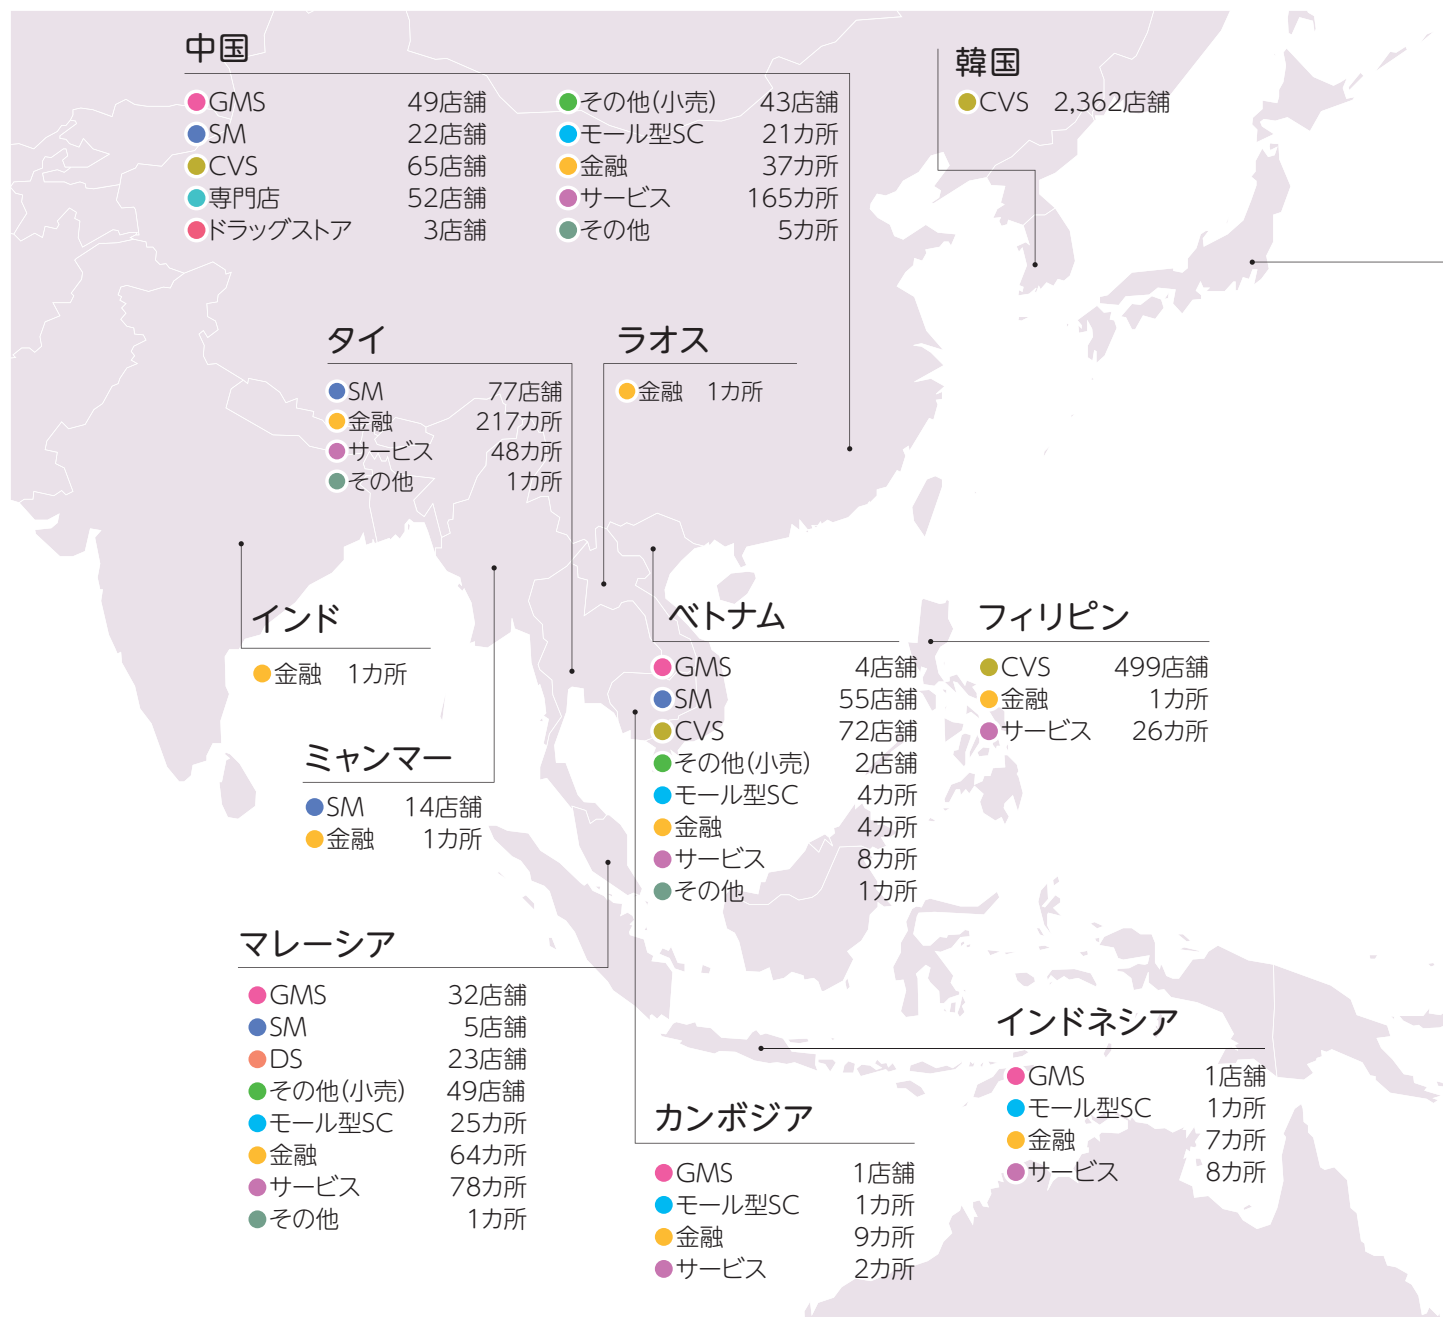 中国
GMS 49店舗
SM 22店舗
CVS 65店舗
専門店 52店舗
ドラッグストア 3店舗
その他(小売) 43店舗
モール型SC 21カ所
金融 37カ所
サービス 165カ所
その他 5カ所
韓国
CVS 2,362店舗
タイ
SM 77店舗
金融 217カ所
サービス 48カ所
その他 1カ所
ラオス
金融 1カ所
インド
金融 1カ所
ミャンマー
SM 14店舗
金融 1カ所
ベトナム
GMS 4店舗
SM 55店舗
CVS 72店舗
その他(小売) 2店舗
モール型SC 4カ所
金融 4カ所
サービス 8カ所
その他 1カ所
フィリピン
CVS 499店舗
金融 1カ所
サービス 26カ所
マレーシア
GMS 32店舗
SM 5店舗
DS 23店舗
その他(小売) 49店舗
モール型SC 25カ所
金融 64カ所
サービス 78カ所
その他 1カ所
カンボジア
GMS 1店舗
モール型SC 1カ所
金融 9カ所
サービス 2カ所
インドネシア
GMS 1店舗
モール型SC 1カ所
金融 7カ所
サービス 8カ所